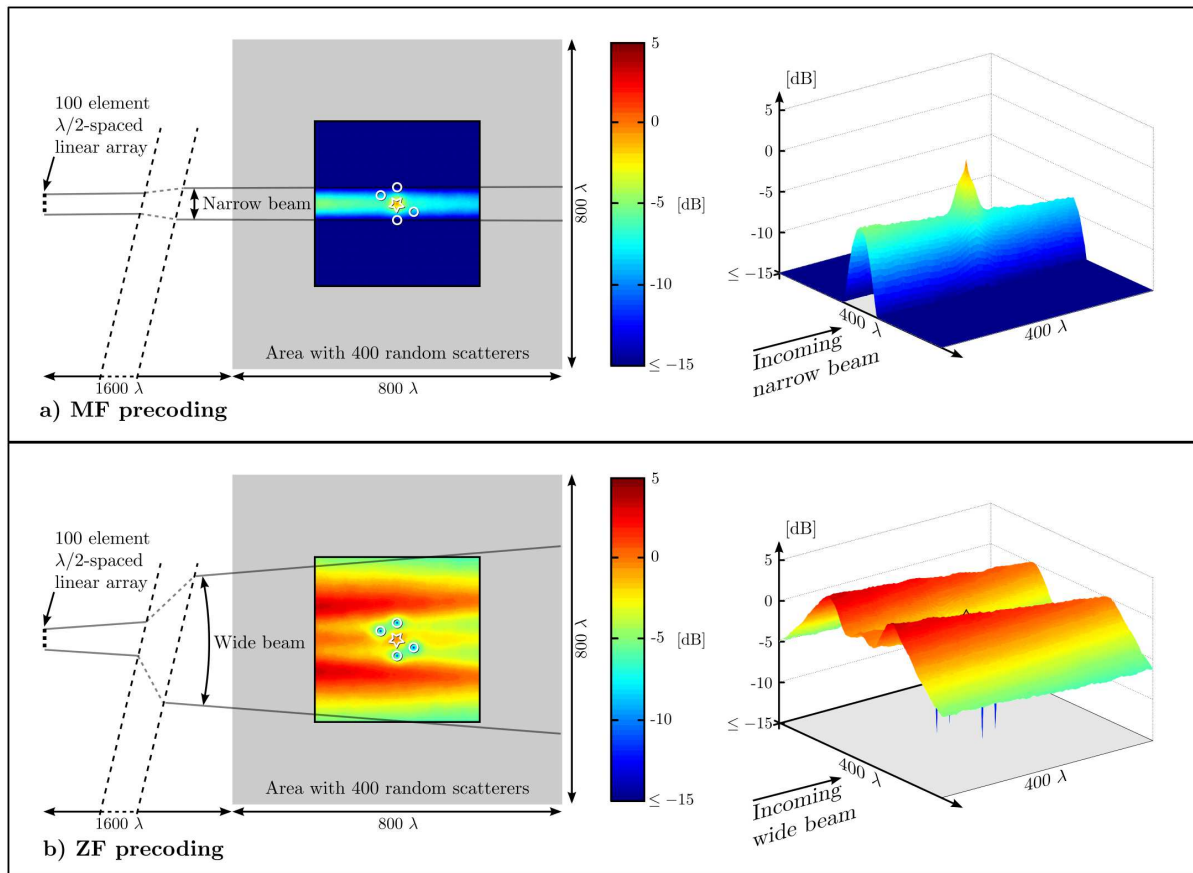 100 element
λ/2-spaced
linear array
Narrow beam
Area with 400 random scatterers
800 λ
1600 λ
800 λ
5
0
-5
-10
≤ −15
[dB]
[dB]
5
0
-5
-10
≤ −15
400 λ
400 λ
Incoming
narrow beam
a) MF precoding
100 element
λ/2-spaced
linear array
Wide beam
Area with 400 random scatterers
800 λ
1600 λ
800 λ
5
0
-5
-10
≤ −15
[dB]
[dB]
5
0
-5
-10
≤ −15
400 λ
400 λ
Incoming
wide beam
b) ZF precoding